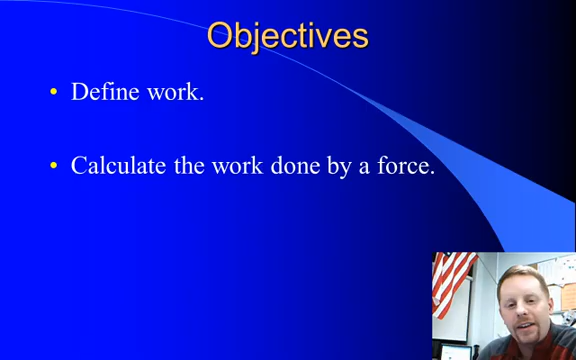 Objectives
• Define work.
• Calculate the work done by a force.